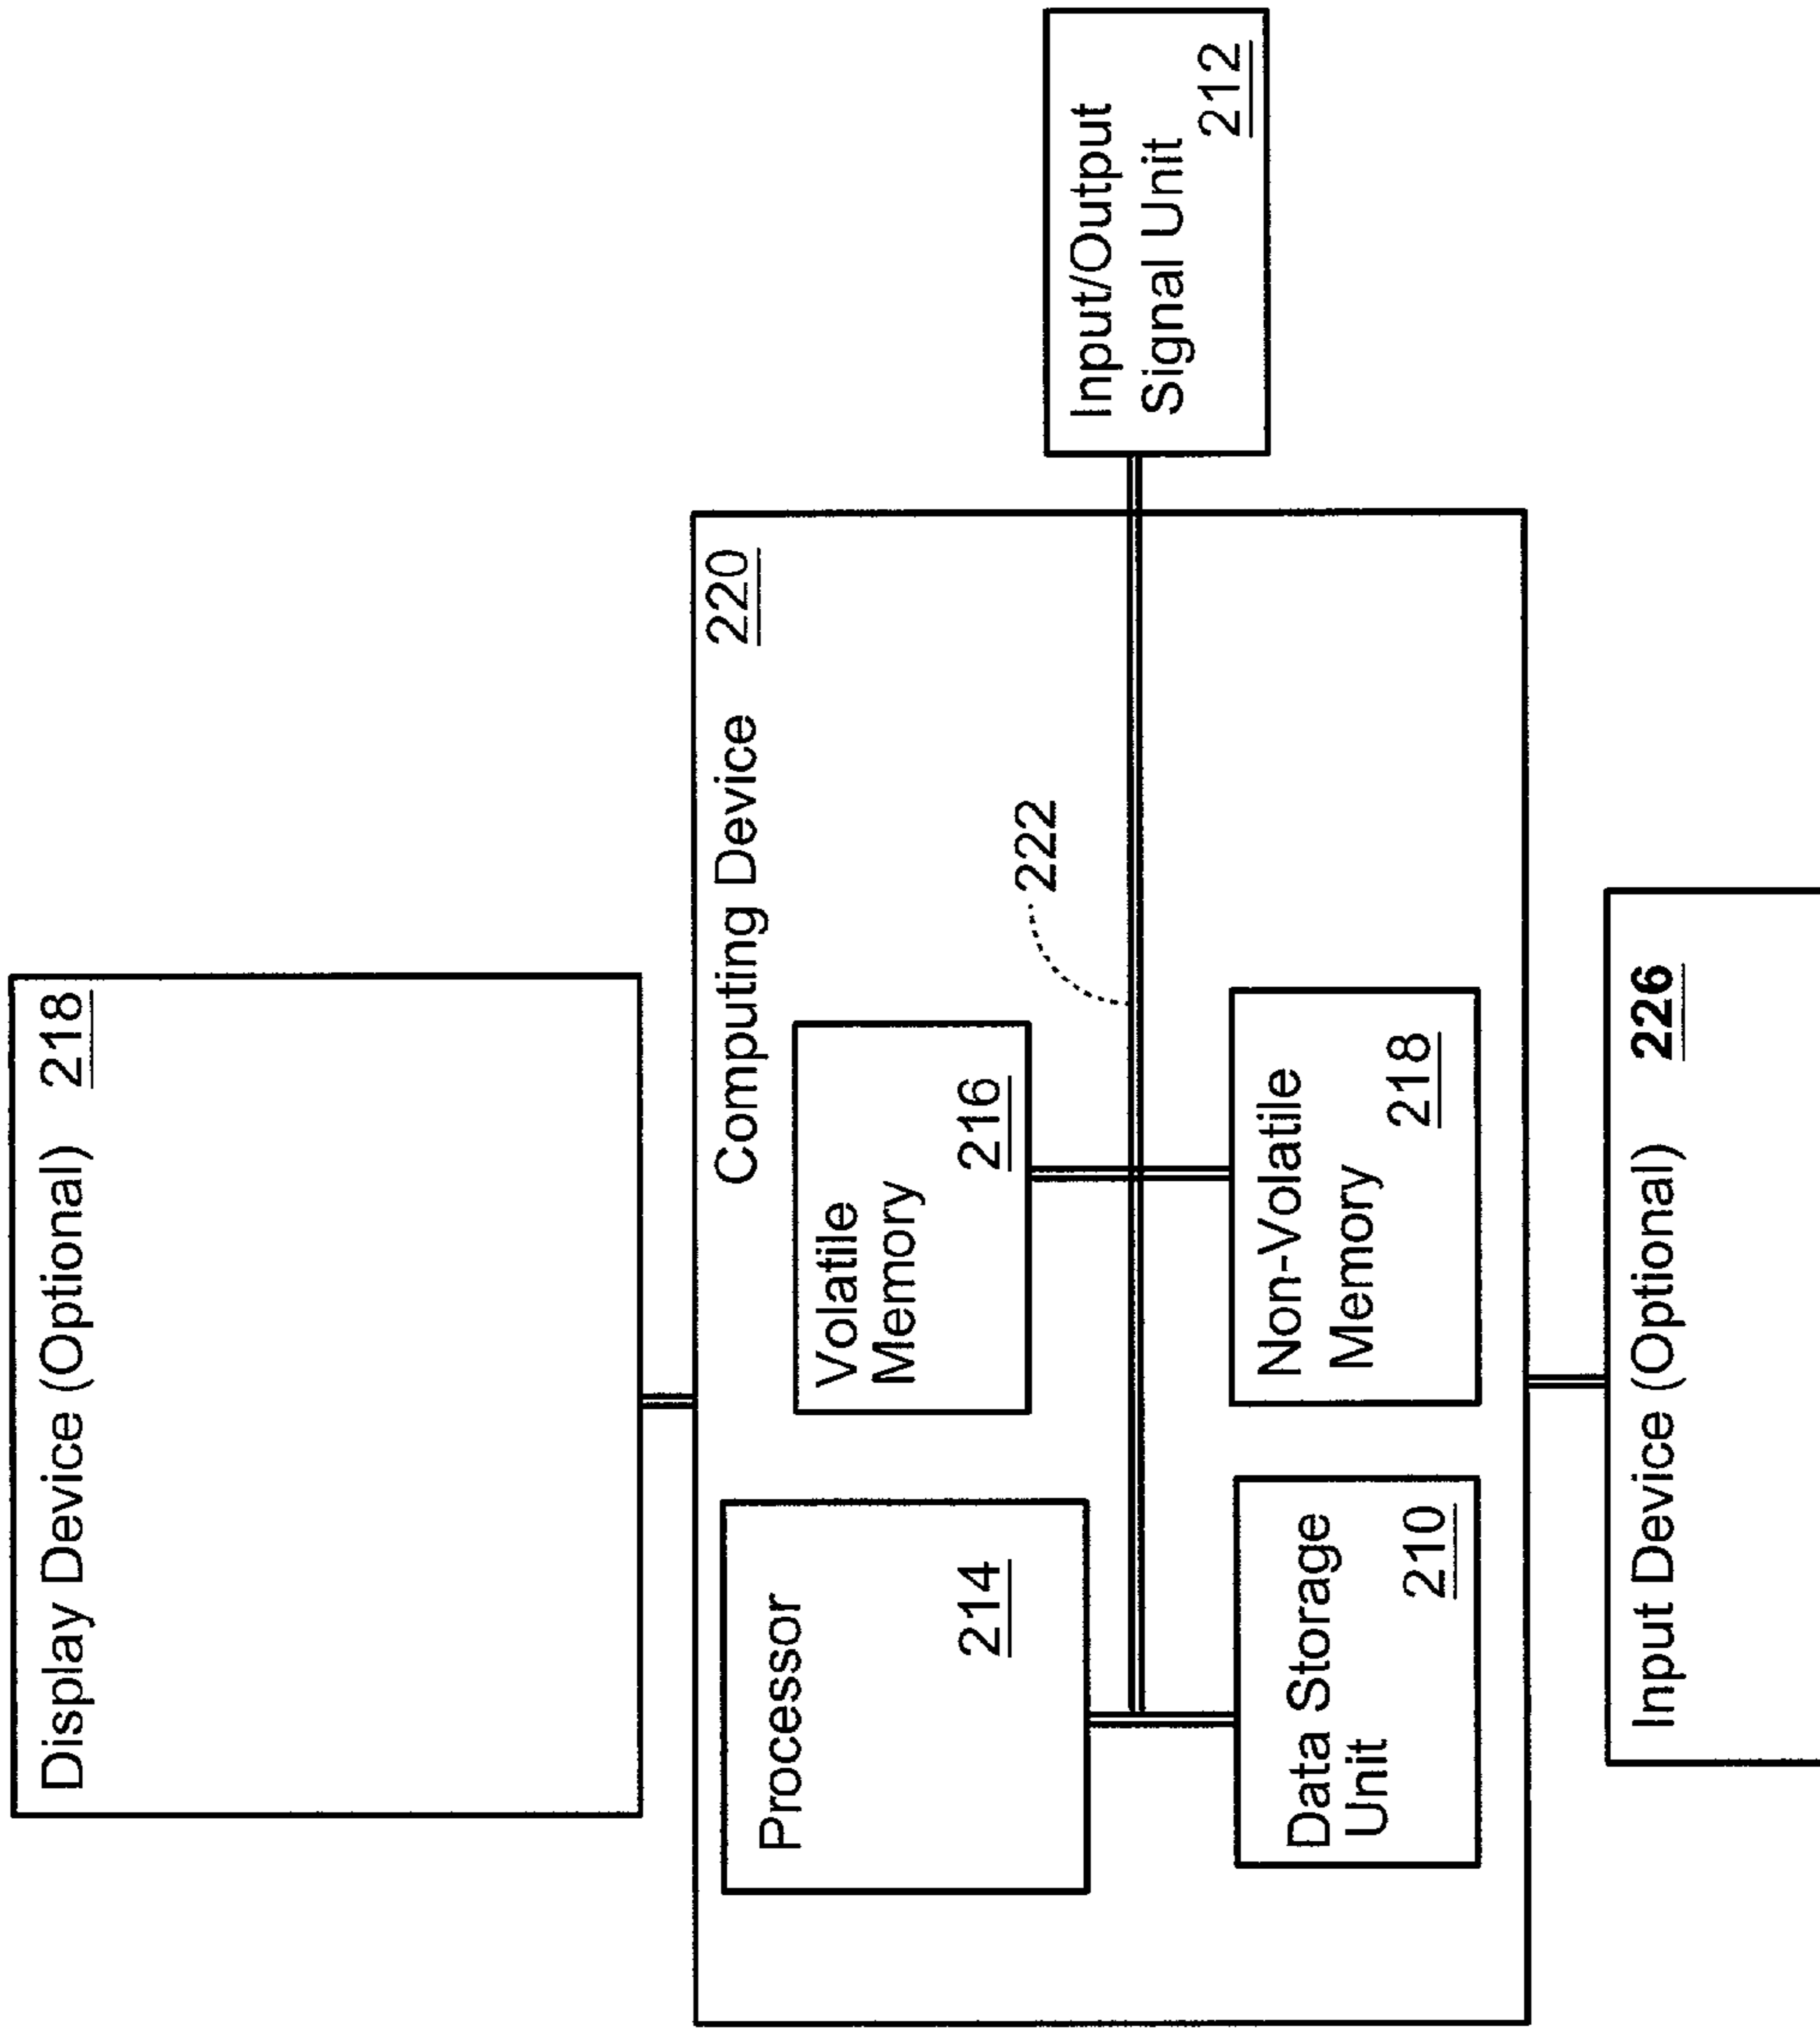 Display Device (Optional) 218
Computing Device 220
Processor
214
Volatile
Memory
216
222
Data Storage
Unit
210
Non-Volatile
Memory
218
Input/Output
Signal Unit
212
Input Device (Optional) 226